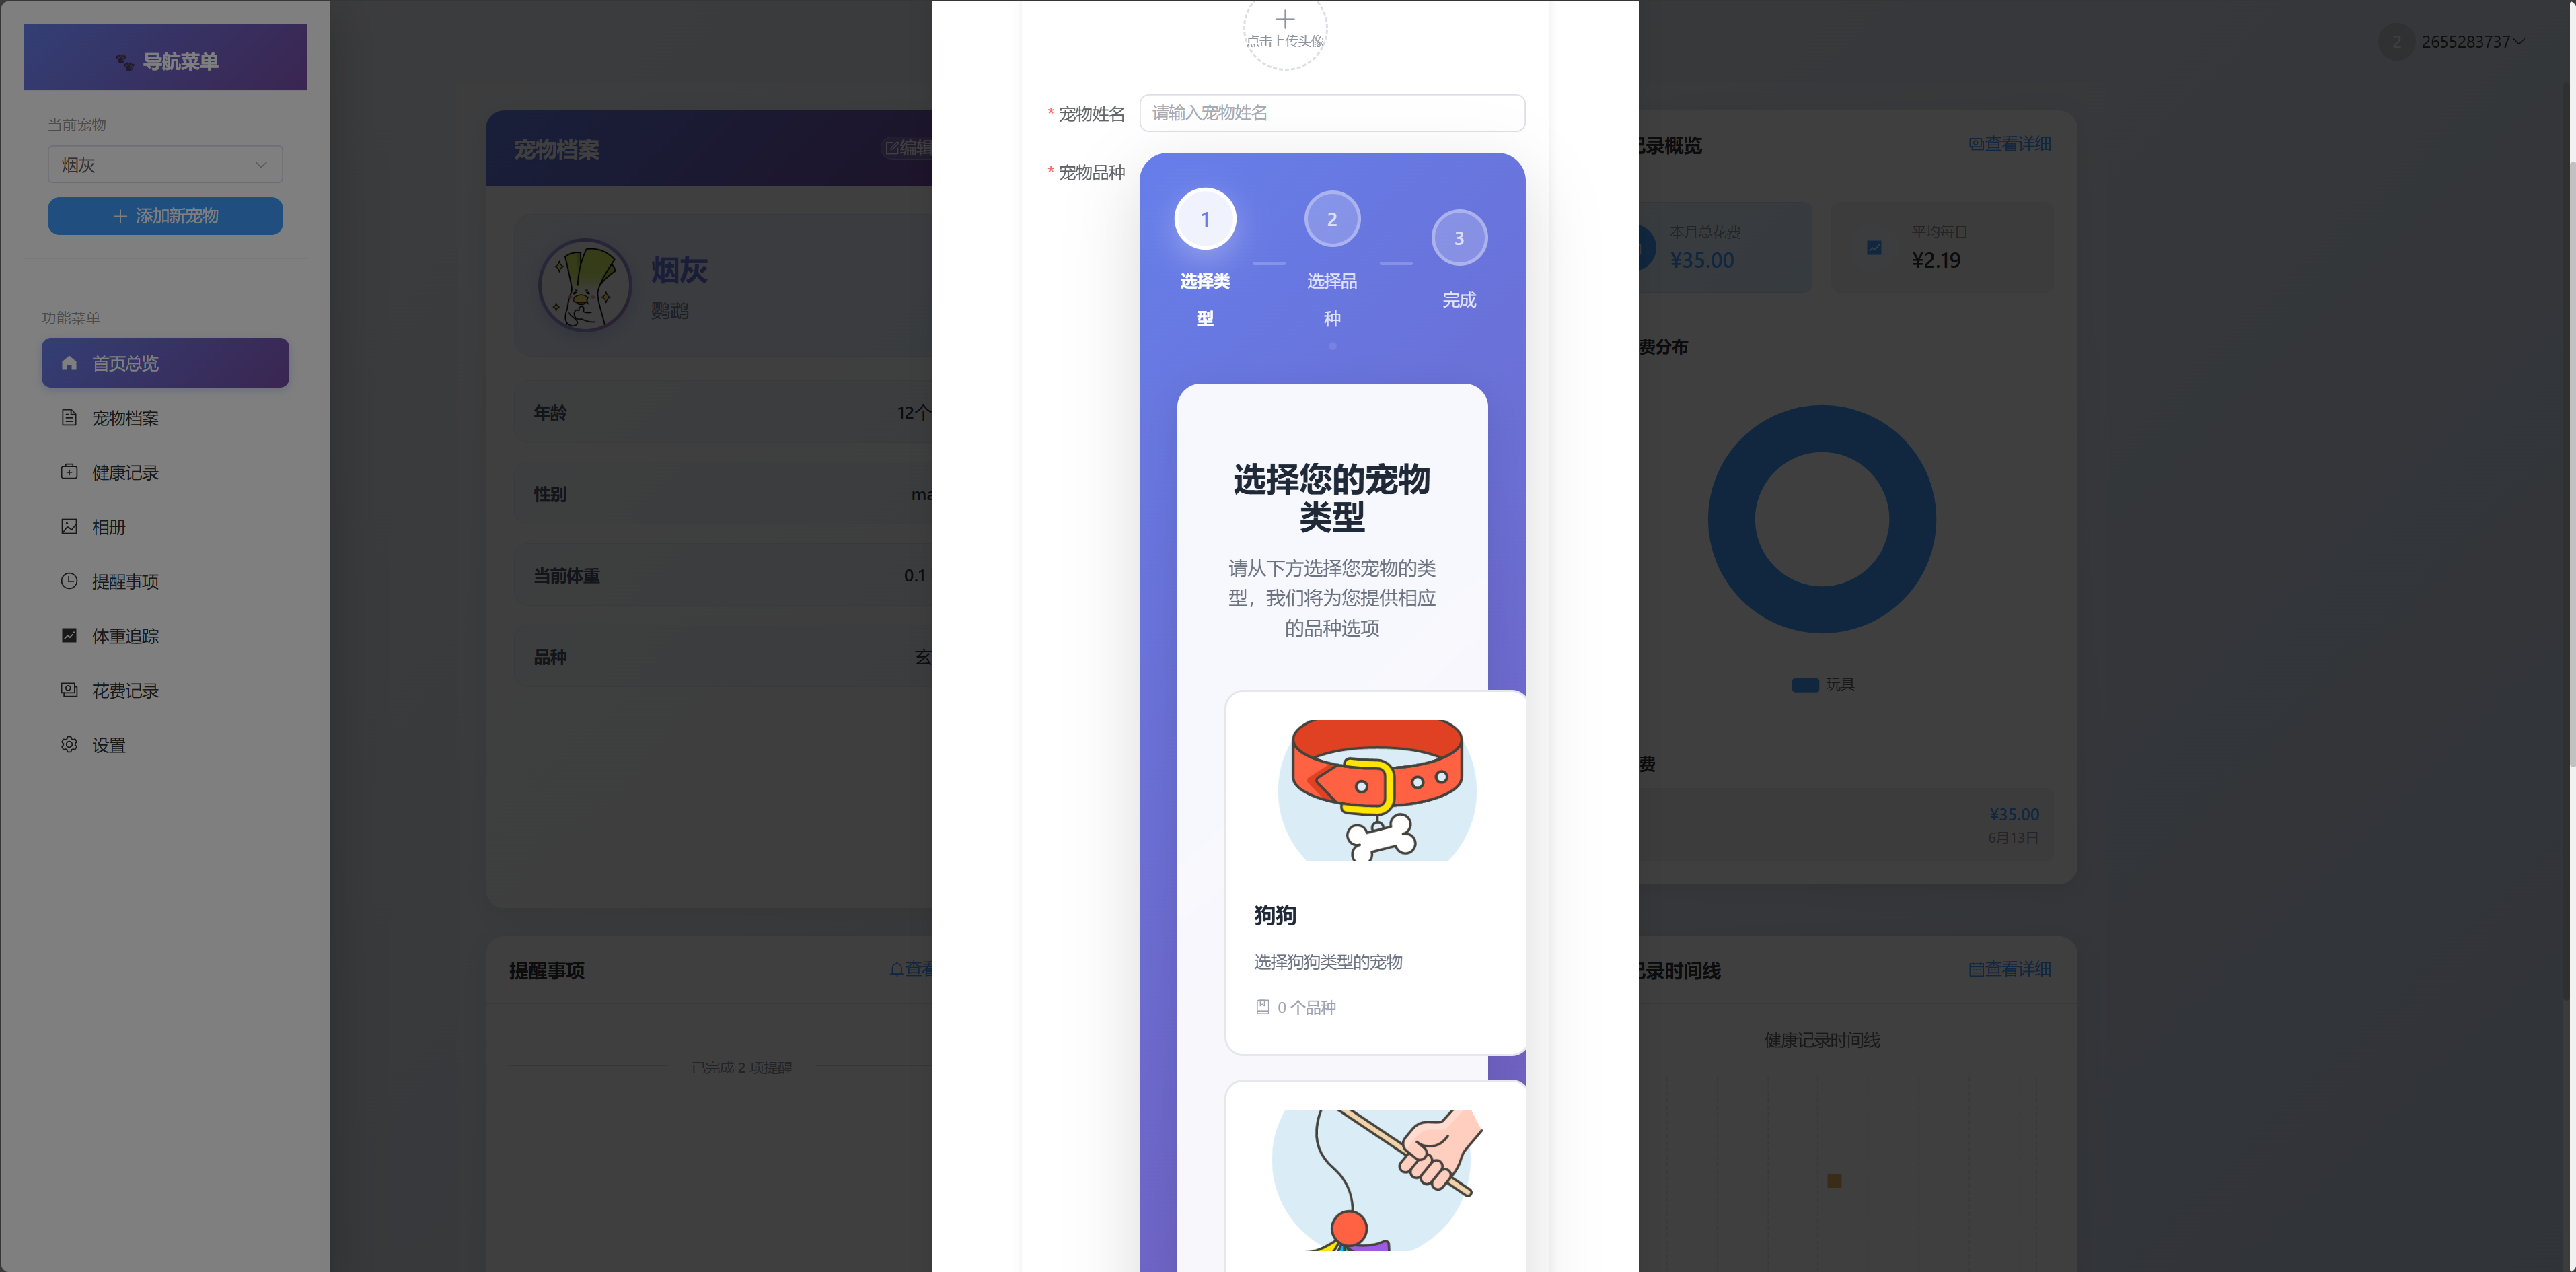 导航菜单
当前宠物
烟灰
添加新宠物
功能菜单
首页总览
宠物档案
健康记录
相册
提醒事项
体重追踪
花费记录
设置
宠物档案
编辑
烟灰
鹦鹉
年龄
12个
性别
ma
当前体重
0.1
品种
玄
提醒事项
查看
已完成 2 项提醒
点击上传头像
* 宠物姓名
请输入宠物姓名
* 宠物品种
1
选择类
型
2
选择品
种
3
完成
选择您的宠物
类型
请从下方选择您宠物的类
型，我们将为您提供相应
的品种选项
狗狗
选择狗狗类型的宠物
0 个品种
2
2655283737
记录概览
查看详细
本月总花费
¥35.00
平均每日
¥2.19
费分布
玩具
费
¥35.00
6月13日
记录时间线
查看详细
健康记录时间线